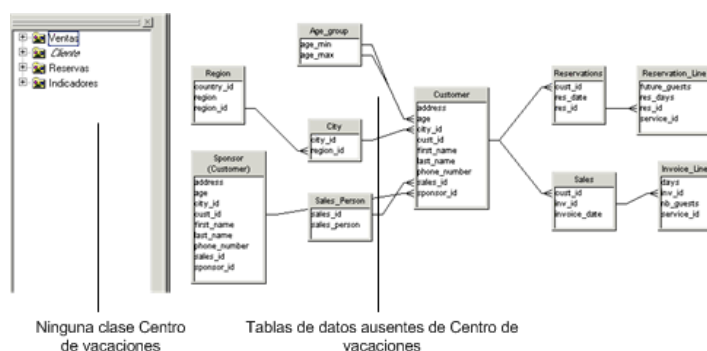 Ventas
Cliente
Reservas
Indicadores
Age_group
age_min
age_max
Region
country_id
region
region_id
City
city_id
region_id
Sponsor
(Customer)
address
age
city_id
cust_id
first_name
last_name
phone_number
sales_id
sponsor_id
Sales_Person
sales_id
sales_person
Customer
address
age
city_id
cust_id
first_name
last_name
phone_number
sales_id
sponsor_id
Reservations
cust_id
res_date
res_id
Reservation_Line
future_guests
res_days
res_id
service_id
Sales
cust_id
inv_id
invoice_date
Invoice_Line
days
inv_id
nb_guests
service_id
Ninguna clase Centro
de vacaciones
Tablas de datos ausentes de Centro de
vacaciones